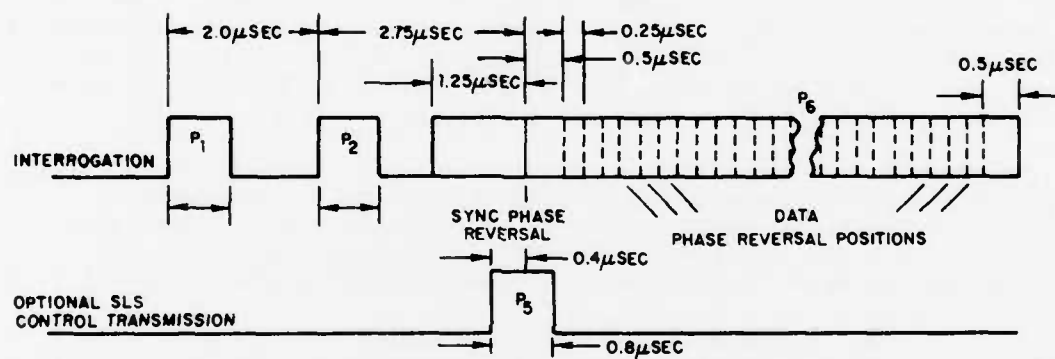 2.0μSEC
2.75μSEC
0.25μSEC
0.5μSEC
1.25μSEC
0.5μSEC
P6
P1
P2
INTERROGATION
SYNC PHASE
REVERSAL
DATA
PHASE REVERSAL POSITIONS
0.4μSEC
P5
OPTIONAL SLS
CONTROL TRANSMISSION
0.8μSEC